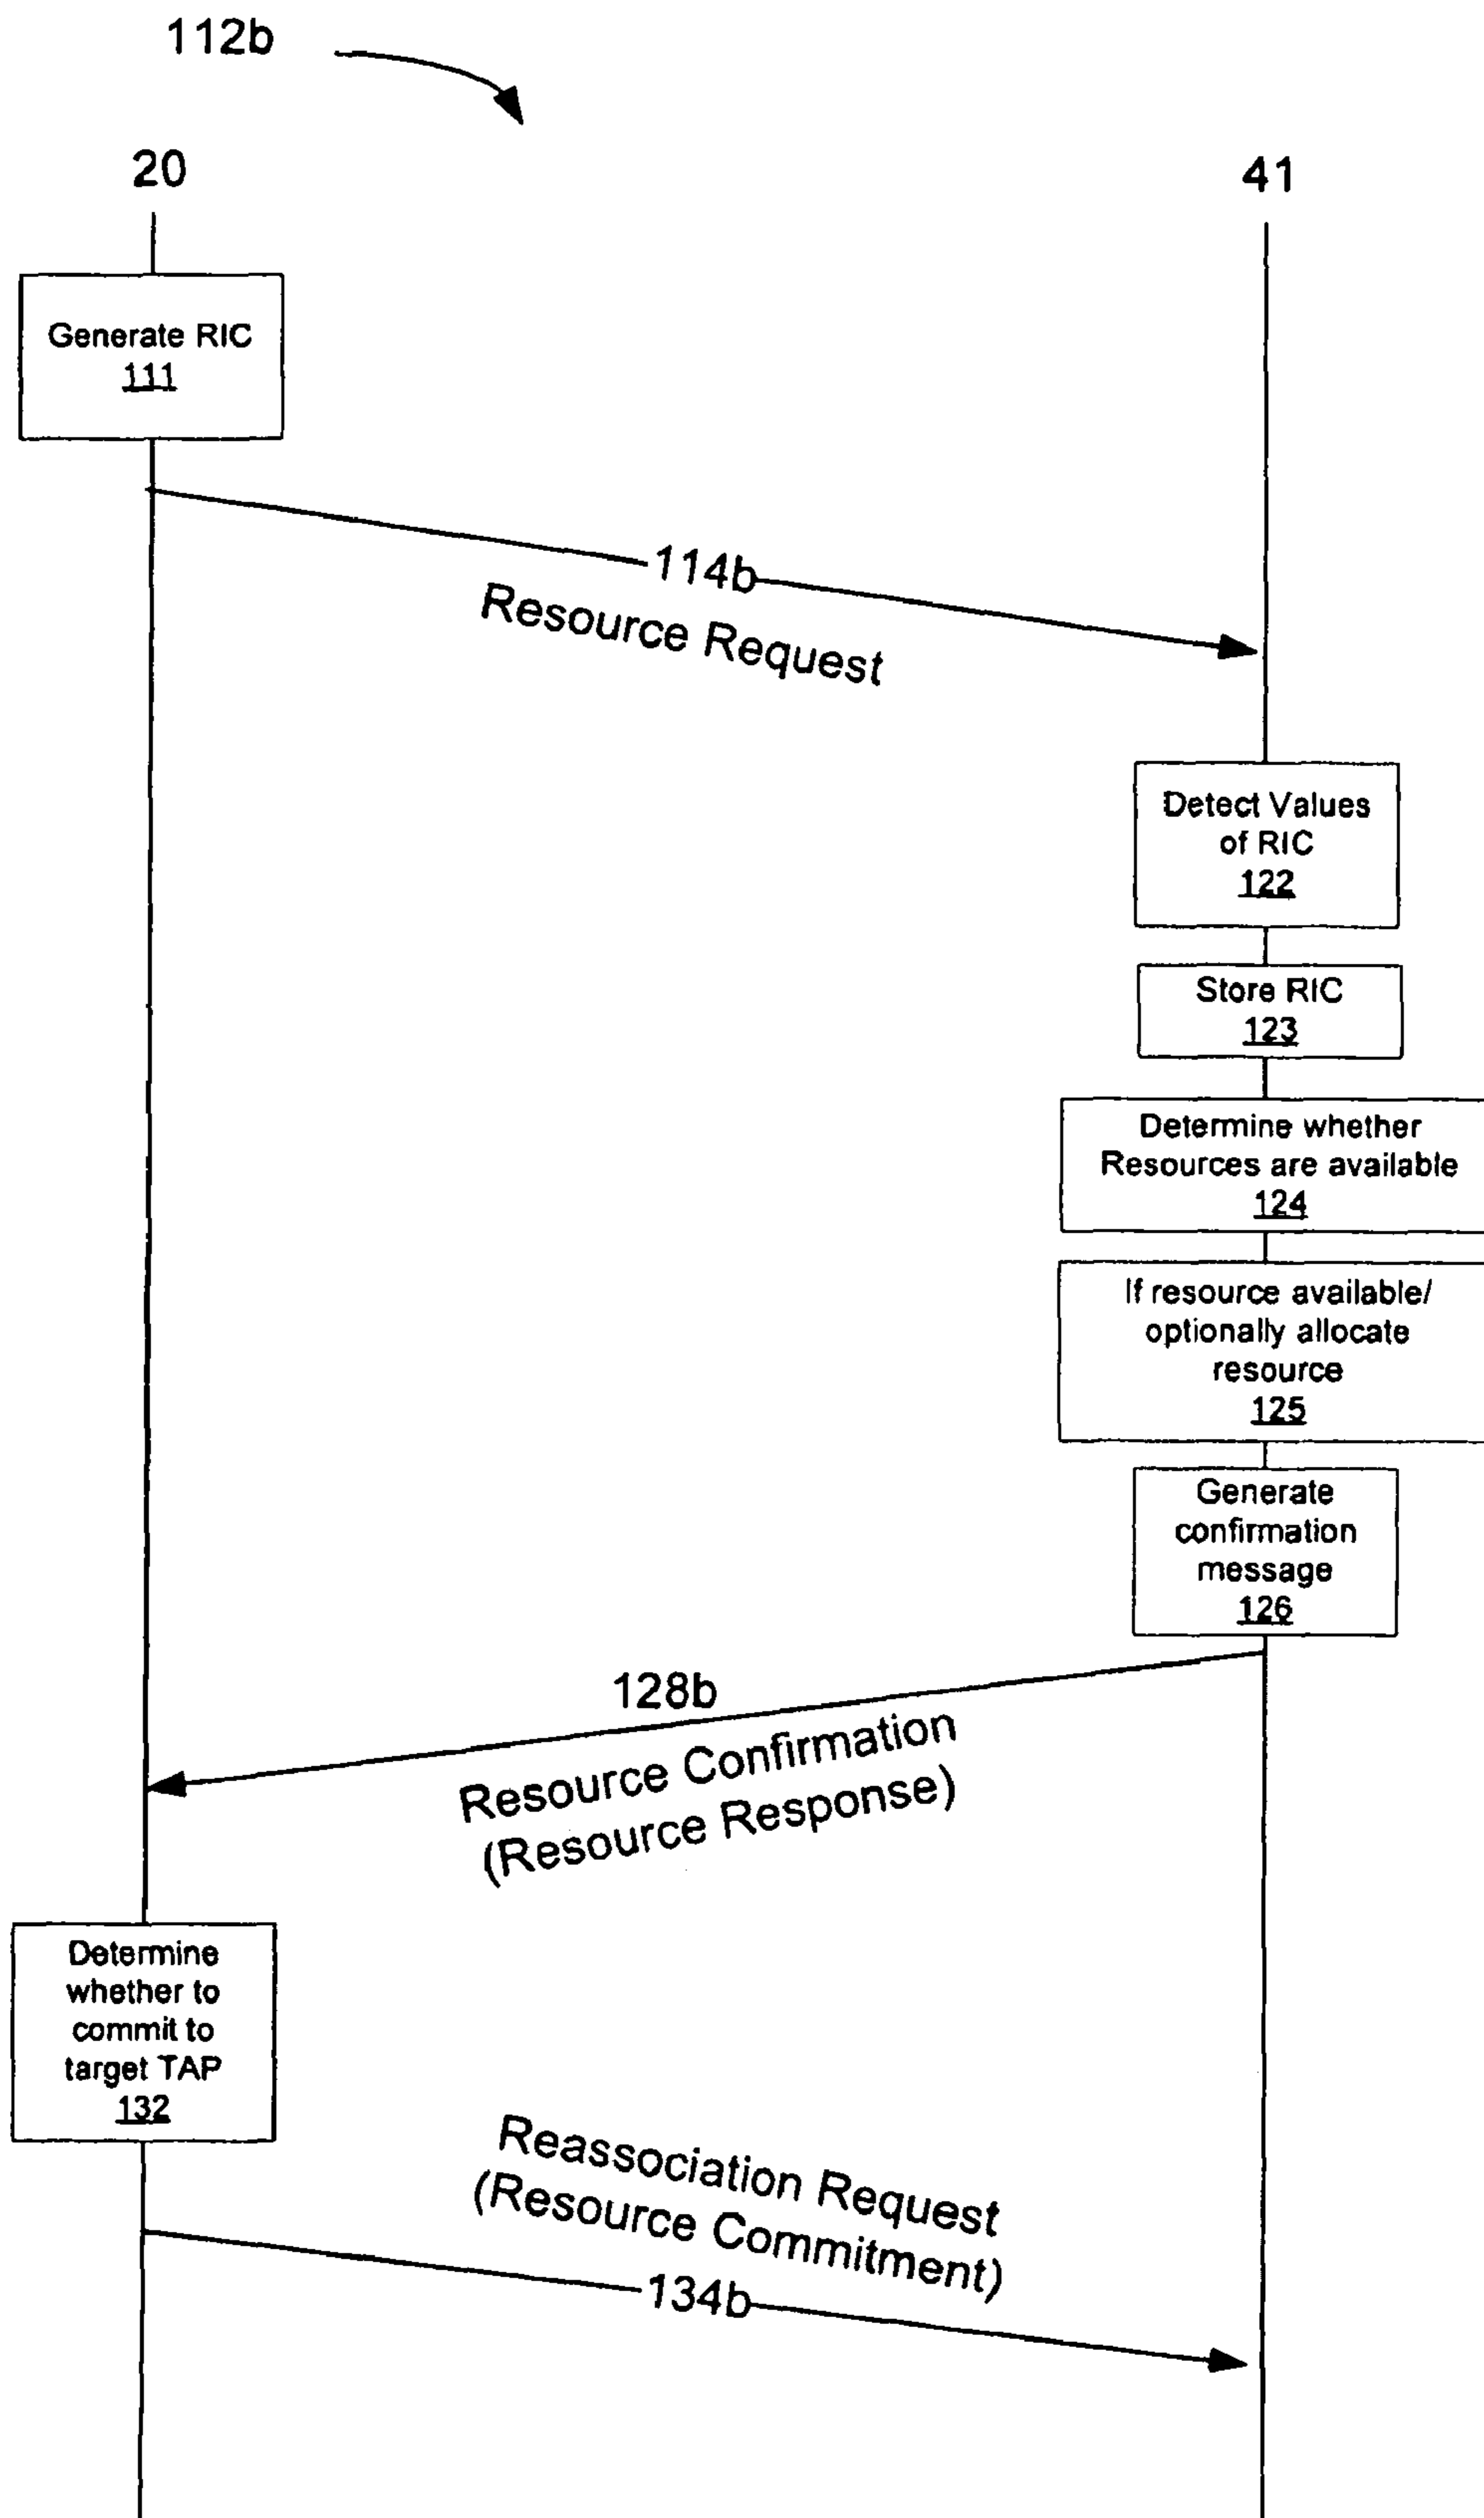 112b
20
41
Generate RIC
111
114b
Resource Request
Detect Values
of RIC
122
Store RIC
123
Determine whether
Resources are available
124
If resource available/
optionally allocate
resource
125
Generate
confirmation
message
126
128b
Resource Confirmation
(Resource Response)
Determine
whether to
commit to
target TAP
132
Reassociation Request
(Resource Commitment)
134b